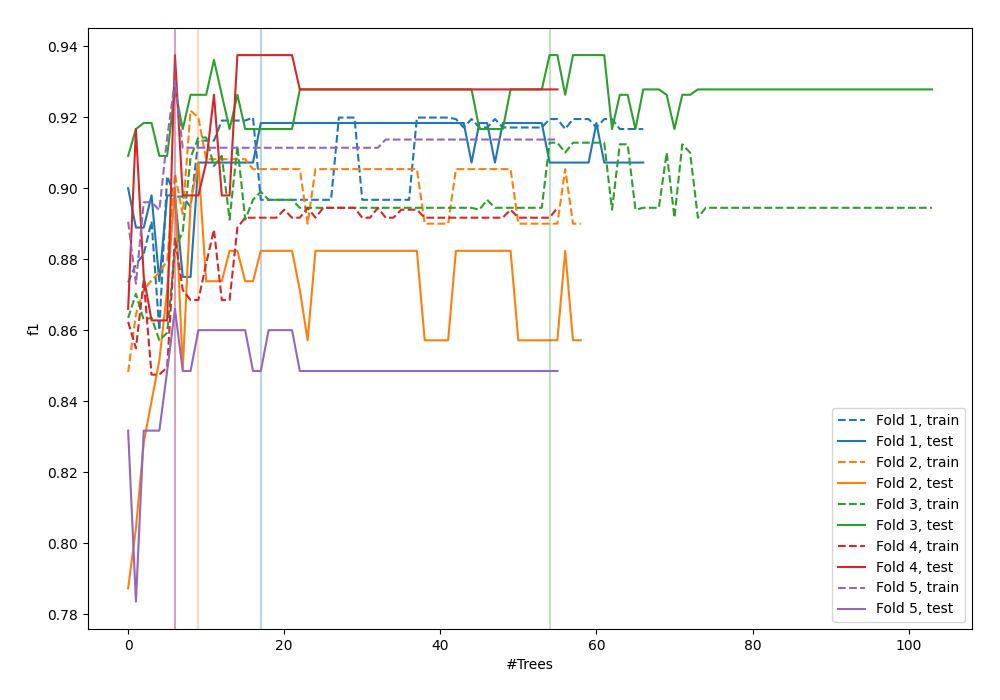 0.94
0.92
0.90
0.88
0.86
0.84
0.82
0.80
0.78
f1
0 20 40 60 80 100
#Trees
Fold 1, train
Fold 1, test
Fold 2, train
Fold 2, test
Fold 3, train
Fold 3, test
Fold 4, train
Fold 4, test
Fold 5, train
Fold 5, test